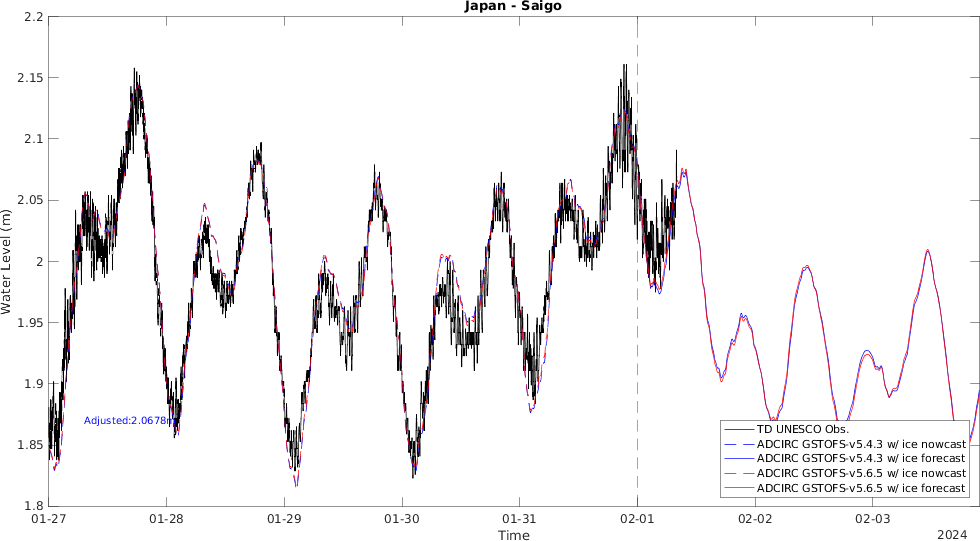 Japan - Saigo
2.2
2.15
2.1
2.05
2
1.95
1.9
1.85
1.8
Water Level (m)
Adjusted:2.0678m
TD UNESCO Obs.
ADCIRC GSTOFS-v5.4.3 w/ ice nowcast
ADCIRC GSTOFS-v5.4.3 w/ ice forecast
ADCIRC GSTOFS-v5.6.5 w/ ice nowcast
ADCIRC GSTOFS-v5.6.5 w/ ice forecast
01-27 01-28 01-29 01-30 01-31 02-01 02-02 02-03
Time
2024